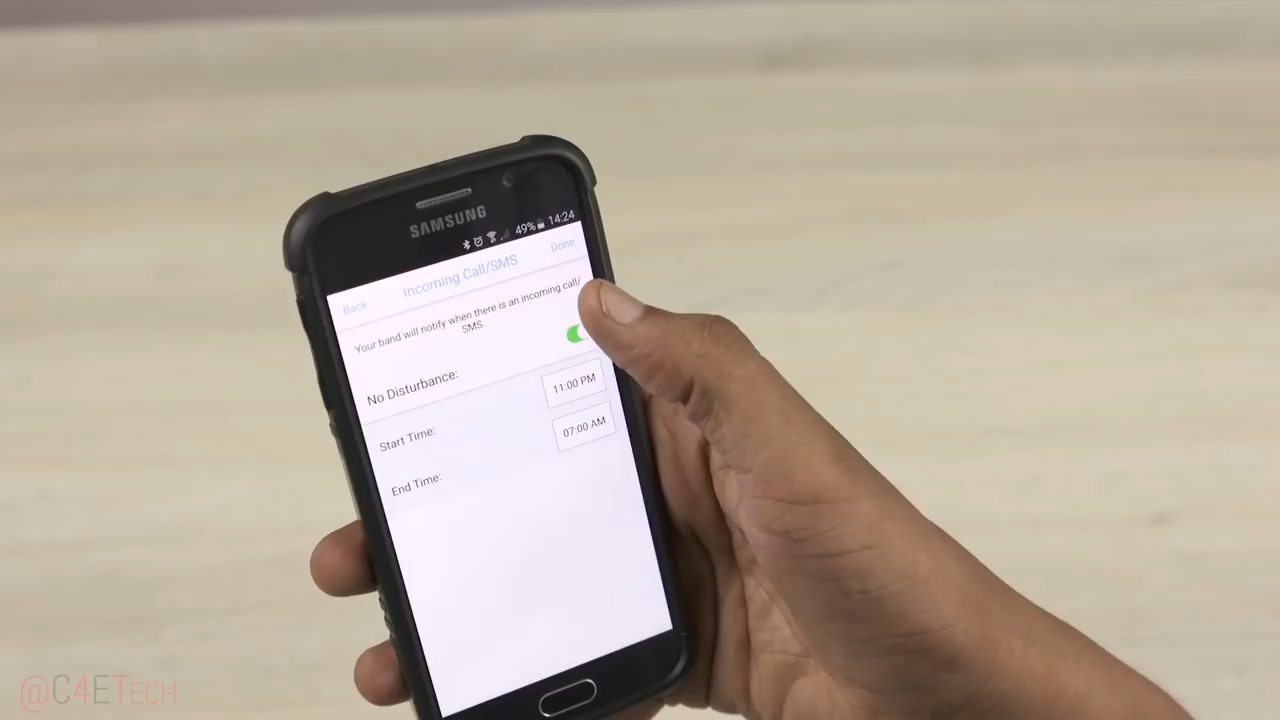 SAMSUNG
49% 14:24
Back Incoming Call/SMS Done
Your band will notify when there is an incoming call/
SMS.
No Disturbance:
Start Time: 11:00 PM
End Time: 07:00 AM
@C4ETech